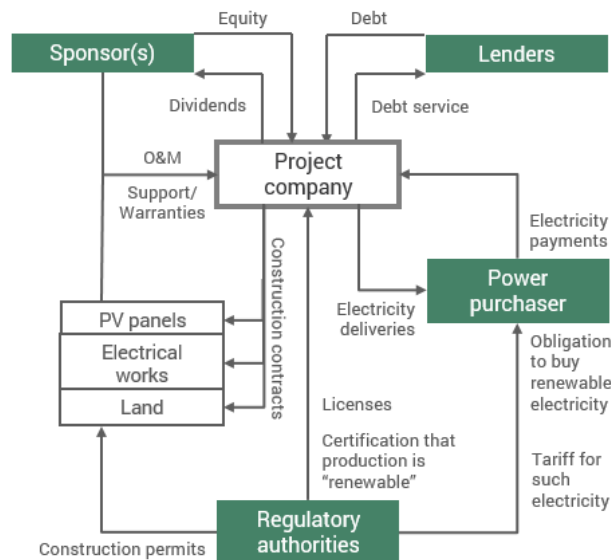 Equity
Debt
Sponsor(s)
Lenders
Dividends
Debt service
O&M
Support/
Warranties
Project
company
Electricity
payments
Construction contracts
Power
purchaser
PV panels
Electrical
works
Land
Electricity
deliveries
Obligation
to buy
renewable
electricity
Licenses
Certification that
production is
“renewable”
Tariff for
such
electricity
Construction permits
Regulatory
authorities